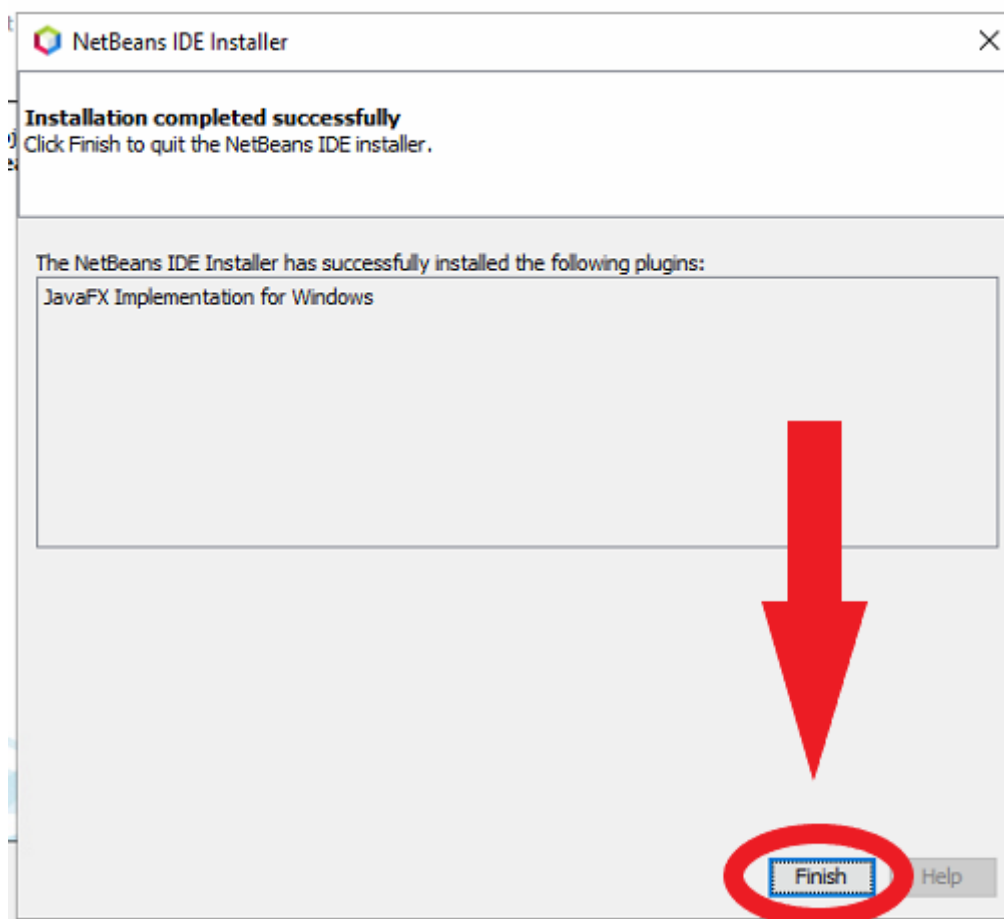 NetBeans IDE Installer
Installation completed successfully
Click Finish to quit the NetBeans IDE installer.
The NetBeans IDE Installer has successfully installed the following plugins:
JavaFX Implementation for Windows
Finish
Help